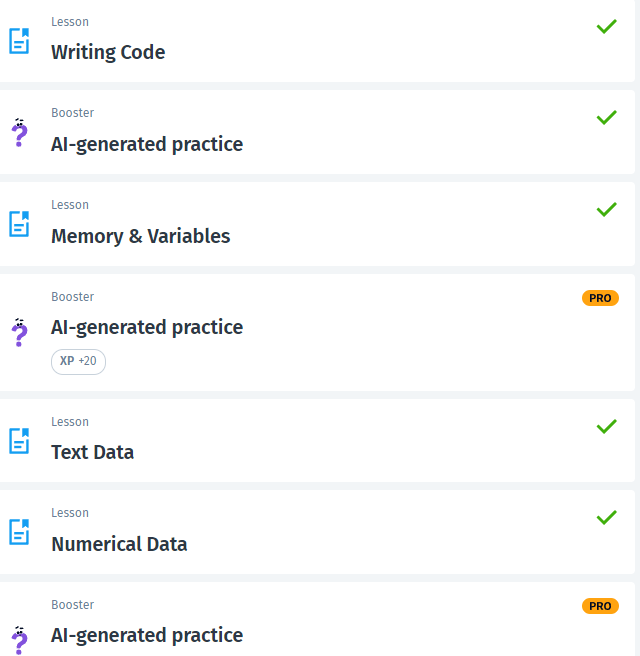 Lesson
Writing Code
Booster
AI-generated practice
Lesson
Memory & Variables
Booster
PRO
AI-generated practice
XP +20
Lesson
Text Data
Lesson
Numerical Data
Booster
PRO
AI-generated practice